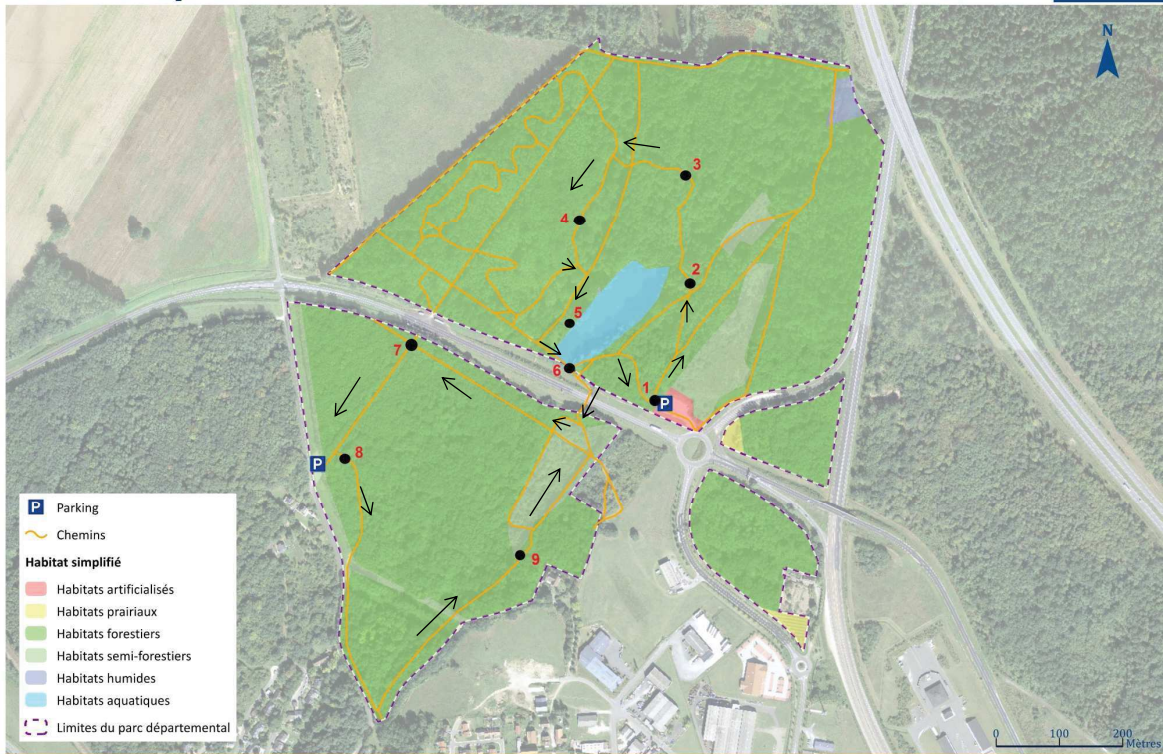 N
3
4
2
5
7
6
1
P
8
P
9
P Parking
Chemins
Habitat simplifié
Habitats artificialisés
Habitats prairiaux
Habitats forestiers
Habitats semi-forestiers
Habitats humides
Habitats aquatiques
Limites du parc départemental
0 100 200
Mètres